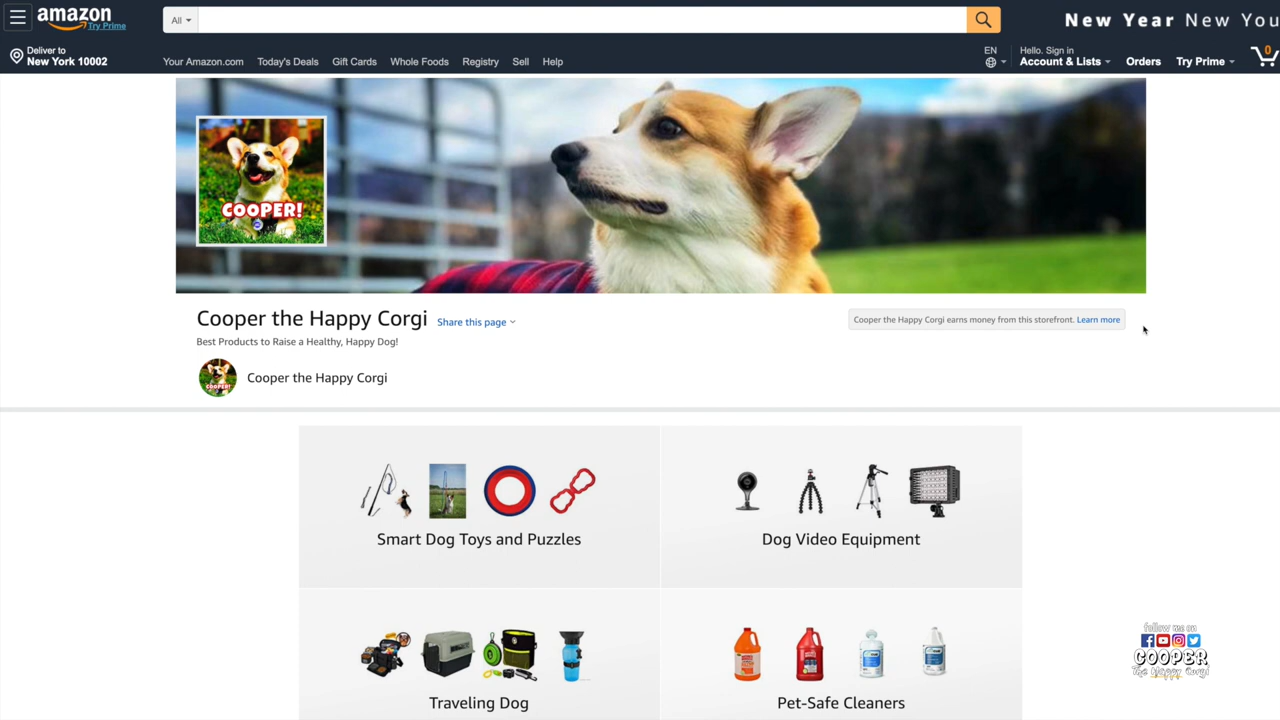 amazon
Try Prime
All
New Year New You
Deliver to
New York 10002
Your Amazon.com
Today's Deals
Gift Cards
Whole Foods
Registry
Sell
Help
EN
Hello. Sign in
Account & Lists
Orders
Try Prime
0
COOPER!
Cooper the Happy Corgi
Share this page
Cooper the Happy Corgi earns money from this storefront. Learn more
Best Products to Raise a Healthy, Happy Dog!
Cooper the Happy Corgi
Smart Dog Toys and Puzzles
Dog Video Equipment
Traveling Dog
Pet-Safe Cleaners
follow me on
COOPER
The Happy Corgi